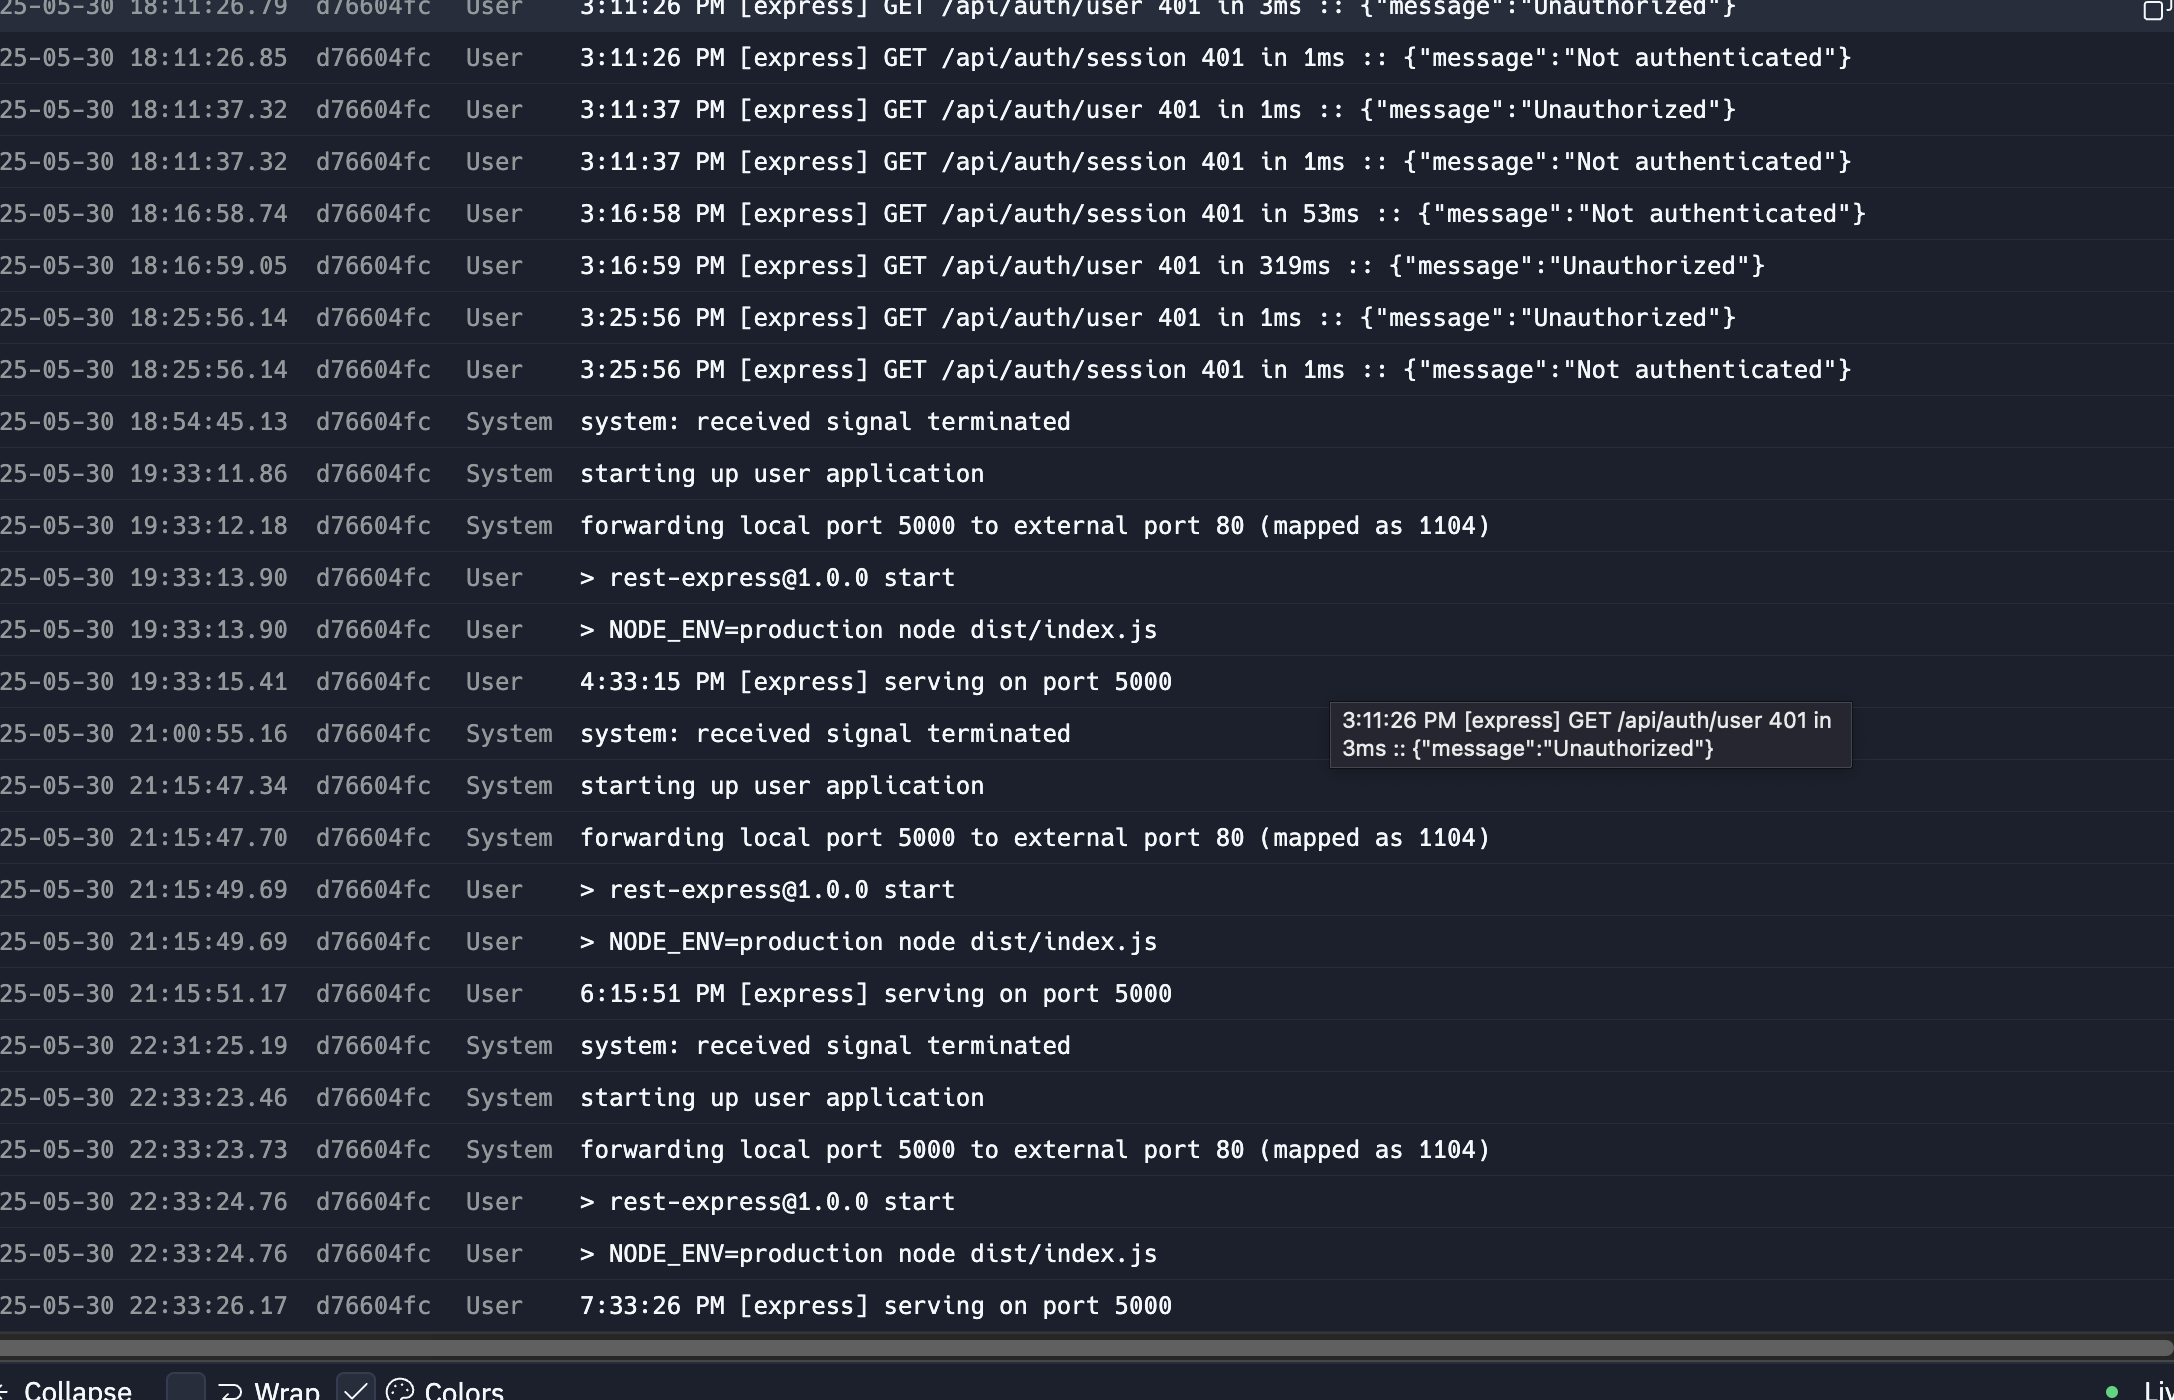 25-05-30 18:11:26.79 d76604fc User 3:11:26 PM [express] GET /api/auth/user 401 in 3ms :: {"message":"Unauthorized"}
25-05-30 18:11:26.85 d76604fc User 3:11:26 PM [express] GET /api/auth/session 401 in 1ms :: {"message":"Not authenticated"}
25-05-30 18:11:37.32 d76604fc User 3:11:37 PM [express] GET /api/auth/user 401 in 1ms :: {"message":"Unauthorized"}
25-05-30 18:11:37.32 d76604fc User 3:11:37 PM [express] GET /api/auth/session 401 in 1ms :: {"message":"Not authenticated"}
25-05-30 18:16:58.74 d76604fc User 3:16:58 PM [express] GET /api/auth/session 401 in 53ms :: {"message":"Not authenticated"}
25-05-30 18:16:59.05 d76604fc User 3:16:59 PM [express] GET /api/auth/user 401 in 319ms :: {"message":"Unauthorized"}
25-05-30 18:25:56.14 d76604fc User 3:25:56 PM [express] GET /api/auth/user 401 in 1ms :: {"message":"Unauthorized"}
25-05-30 18:25:56.14 d76604fc User 3:25:56 PM [express] GET /api/auth/session 401 in 1ms :: {"message":"Not authenticated"}
25-05-30 18:54:45.13 d76604fc System system: received signal terminated
25-05-30 19:33:11.86 d76604fc System starting up user application
25-05-30 19:33:12.18 d76604fc System forwarding local port 5000 to external port 80 (mapped as 1104)
25-05-30 19:33:13.90 d76604fc User > rest-express@1.0.0 start
25-05-30 19:33:13.90 d76604fc User > NODE_ENV=production node dist/index.js
25-05-30 19:33:15.41 d76604fc User 4:33:15 PM [express] serving on port 5000
25-05-30 21:00:55.16 d76604fc System system: received signal terminated
3:11:26 PM [express] GET /api/auth/user 401 in
3ms :: {"message":"Unauthorized"}
25-05-30 21:15:47.34 d76604fc System starting up user application
25-05-30 21:15:47.70 d76604fc System forwarding local port 5000 to external port 80 (mapped as 1104)
25-05-30 21:15:49.69 d76604fc User > rest-express@1.0.0 start
25-05-30 21:15:49.69 d76604fc User > NODE_ENV=production node dist/index.js
25-05-30 21:15:51.17 d76604fc User 6:15:51 PM [express] serving on port 5000
25-05-30 22:31:25.19 d76604fc System system: received signal terminated
25-05-30 22:33:23.46 d76604fc System starting up user application
25-05-30 22:33:23.73 d76604fc System forwarding local port 5000 to external port 80 (mapped as 1104)
25-05-30 22:33:24.76 d76604fc User > rest-express@1.0.0 start
25-05-30 22:33:24.76 d76604fc User > NODE_ENV=production node dist/index.js
25-05-30 22:33:26.17 d76604fc User 7:33:26 PM [express] serving on port 5000
Collapse Wrap Colors